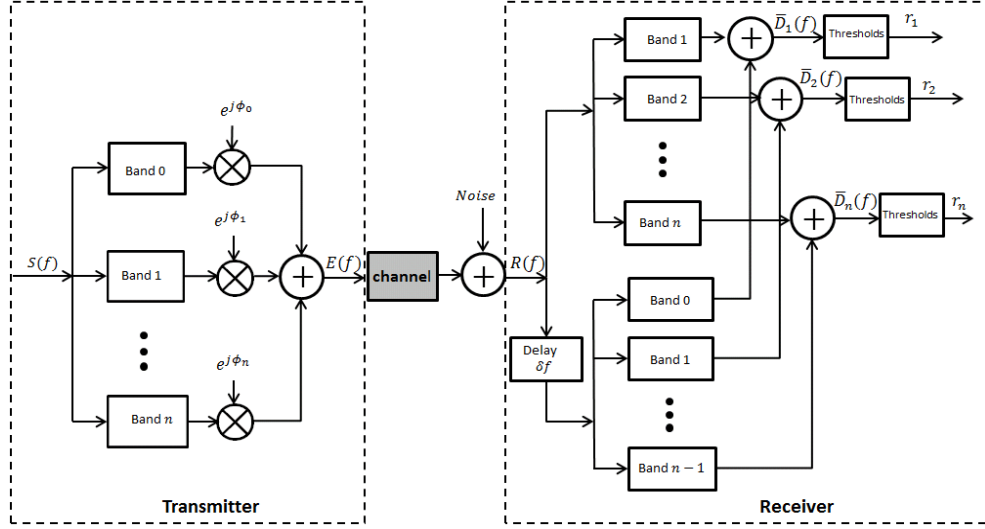 S(f)
Band 0
e^{jϕ_0}
Band 1
e^{jϕ_1}
Band n
e^{jϕ_n}
E(f)
Transmitter
channel
Noise
R(f)
Delay
δf
Band 1
D̅_1(f)
Thresholds
r_1
Band 2
D̅_2(f)
Thresholds
r_2
Band n
D̅_n(f)
Thresholds
r_n
Band 0
Band 1
Band n − 1
Receiver